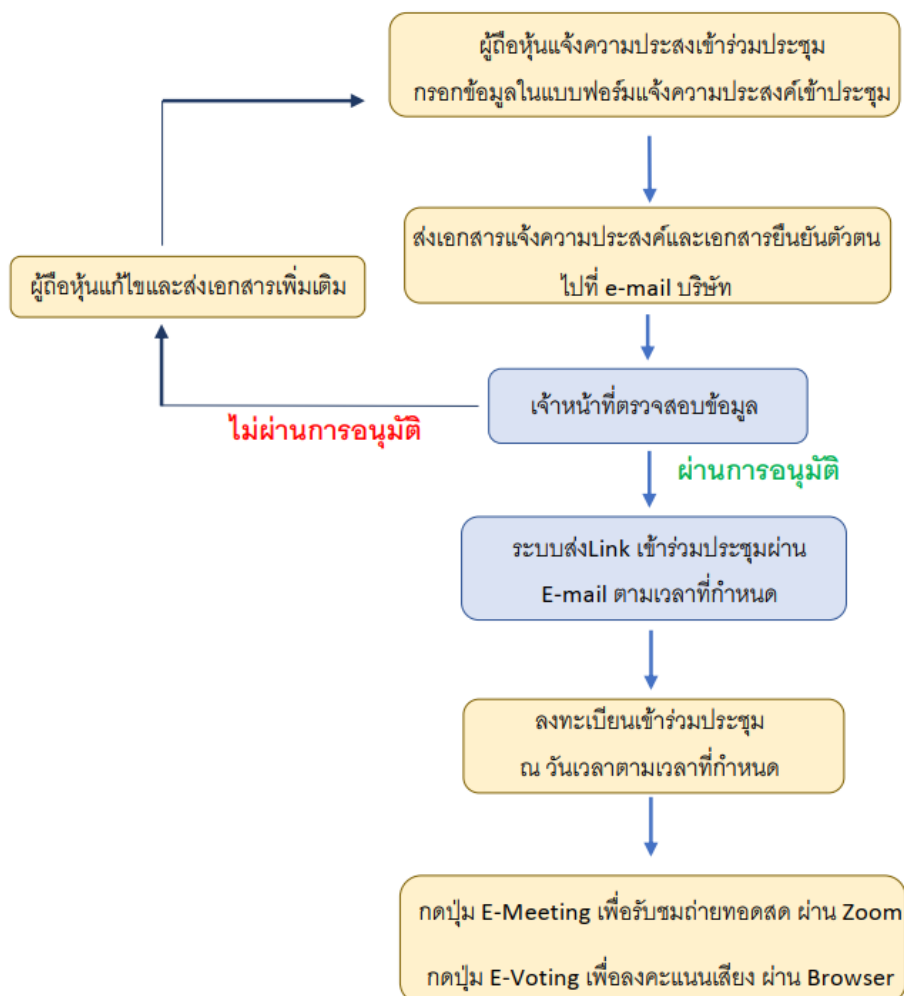 ผู้ถือหุ้นแจ้งความประสงเข้าร่วมประชุม
กรอกข้อมูลในแบบฟอร์มแจ้งความประสงค์เข้าประชุม
ส่งเอกสารแจ้งความประสงค์และเอกสารยืนยันตัวตน
ไปที่ e-mail บริษัท
ผู้ถือหุ้นแก้ไขและส่งเอกสารเพิ่มเติม
เจ้าหน้าที่ตรวจสอบข้อมูล
ไม่ผ่านการอนุมัติ
ผ่านการอนุมัติ
ระบบส่งLink เข้าร่วมประชุมผ่าน
E-mail ตามเวลาที่กำหนด
ลงทะเบียนเข้าร่วมประชุม
ณ วันเวลาตามเวลาที่กำหนด
กดปุ่ม E-Meeting เพื่อรับชมถ่ายทอดสด ผ่าน Zoom
กดปุ่ม E-Voting เพื่อลงคะแนนเสียง ผ่าน Browser